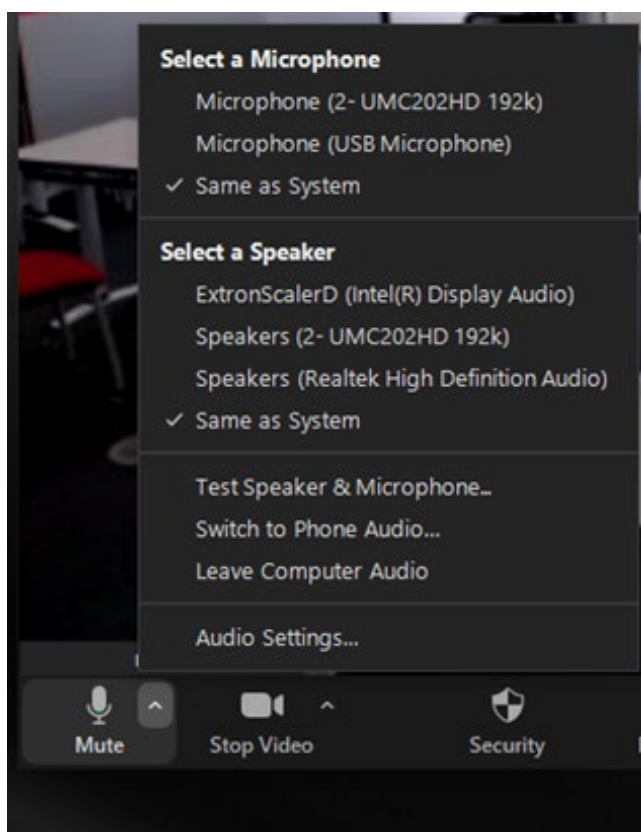 Select a Microphone
Microphone (2- UMC202HD 192k)
Microphone (USB Microphone)
Same as System
Select a Speaker
ExtronScalerD (Intel(R) Display Audio)
Speakers (2- UMC202HD 192k)
Speakers (Realtek High Definition Audio)
Same as System
Test Speaker & Microphone...
Switch to Phone Audio...
Leave Computer Audio
Audio Settings...
Mute Stop Video Security